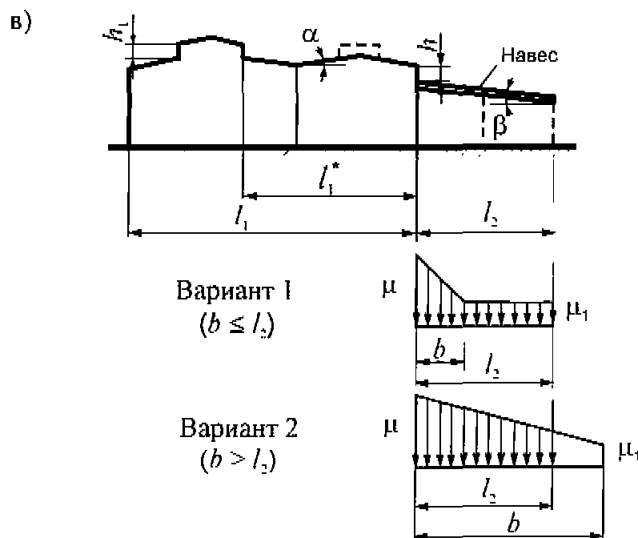 в)
h₁
α
h
Навес
β
l₁*
l₁
l₂
Вариант 1
(b ≤ l₂)
μ
μ₁
b
l₂
Вариант 2
(b > l₂)
μ
μ₁
l₂
b